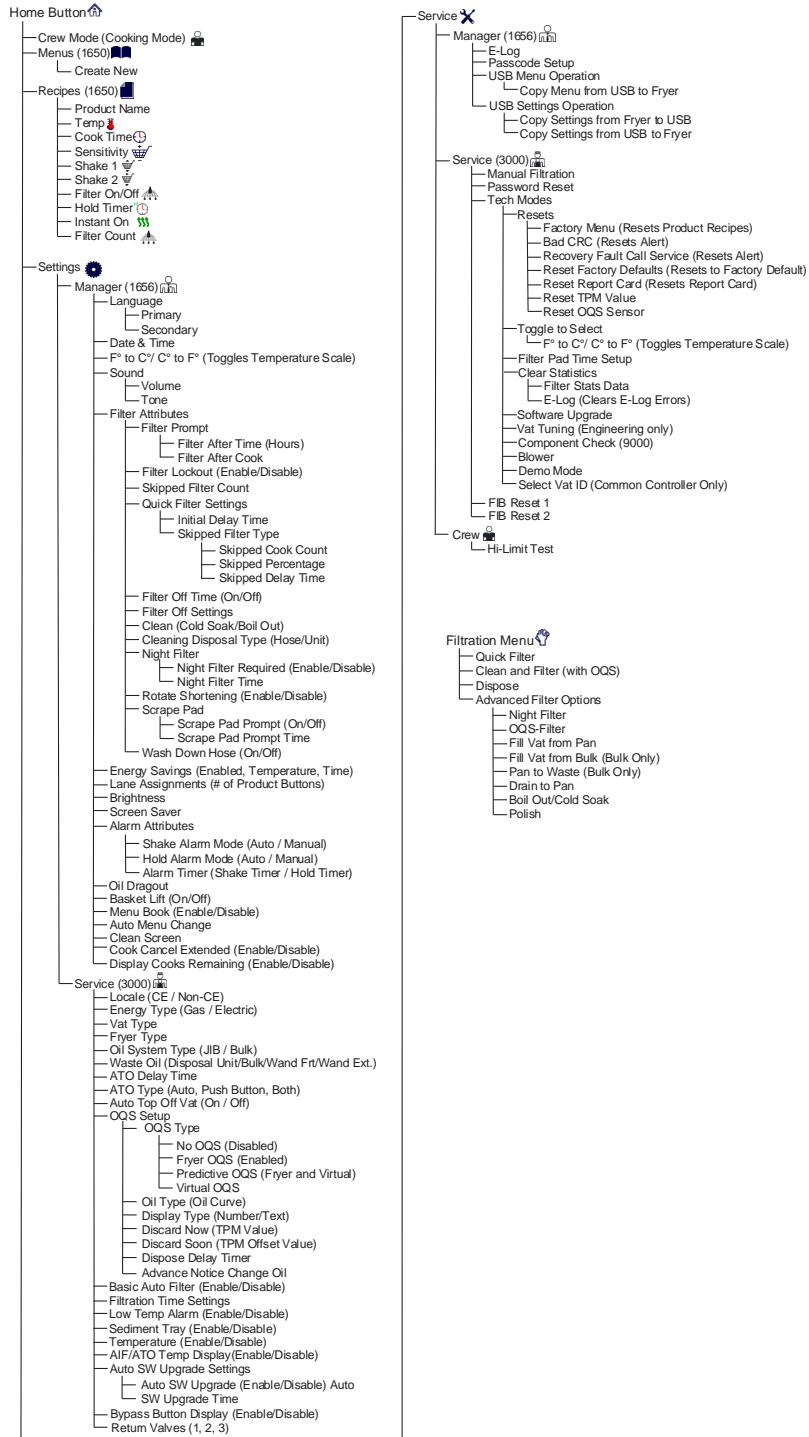 Home Button
Crew Mode (Cooking Mode)
Menus (1650)
Create New
Recipes (1650)
Product Name
Temp
Cook Time
Sensitivity
Shake 1
Shake 2
Filter On/Off
Hold Timer
Instant On
Filter Count
Settings
Manager (1656)
Language
Primary
Secondary
Date & Time
F° to C°/ C° to F° (Toggles Temperature Scale)
Sound
Volume
Tone
Filter Attributes
Filter Prompt
Filter After Time (Hours)
Filter After Cook
Filter Lockout (Enable/Disable)
Skipped Filter Count
Quick Filter Settings
Initial Delay Time
Skipped Filter Type
Skipped Cook Count
Skipped Percentage
Skipped Delay Time
Filter Off Time (On/Off)
Filter Off Settings
Clean (Cold Soak/Boil Out)
Cleaning Disposal Type (Hose/Unit)
Night Filter
Night Filter Required (Enable/Disable)
Night Filter Time
Rotate Shortening (Enable/Disable)
Scrape Pad
Scrape Pad Prompt (On/Off)
Scrape Pad Prompt Time
Wash Down Hose (On/Off)
Energy Savings (Enabled, Temperature, Time)
Lane Assignments (# of Product Buttons)
Brightness
Screen Saver
Alarm Attributes
Shake Alarm Mode (Auto / Manual)
Hold Alarm Mode (Auto / Manual)
Alarm Timer (Shake Timer / Hold Timer)
Oil Dragout
Basket Lift (On/Off)
Menu Book (Enable/Disable)
Auto Menu Change
Clean Screen
Cook Cancel Extended (Enable/Disable)
Display Cooks Remaining (Enable/Disable)
Service (3000)
Locale (CE / Non-CE)
Energy Type (Gas / Electric)
Vat Type
Fryer Type
Oil System Type (JIB / Bulk)
Waste Oil (Disposal Unit/Bulk/Wand Frt/Wand Ext.)
ATO Delay Time
ATO Type (Auto, Push Button, Both)
Auto Top Off Vat (On / Off)
OQS Setup
OQS Type
No OQS (Disabled)
Fryer OQS (Enabled)
Predictive OQS (Fryer and Virtual)
Virtual OQS
Oil Type (Oil Curve)
Display Type (Number/Text)
Discard Now (TPM Value)
Discard Soon (TPM Offset Value)
Dispose Delay Timer
Advance Notice Change Oil
Basic Auto Filter (Enable/Disable)
Filtration Time Settings
Low Temp Alarm (Enable/Disable)
Sediment Tray (Enable/Disable)
Temperature (Enable/Disable)
AIF/ATO Temp Display(Enable/Disable)
Auto SW Upgrade Settings
Auto SW Upgrade (Enable/Disable) Auto
SW Upgrade Time
Bypass Button Display (Enable/Disable)
Return Valves (1, 2, 3)
Service
Manager (1656)
E-Log
Passcode Setup
USB Menu Operation
Copy Menu from USB to Fryer
USB Settings Operation
Copy Settings from Fryer to USB
Copy Settings from USB to Fryer
Service (3000)
Manual Filtration
Password Reset
Tech Modes
Resets
Factory Menu (Resets Product Recipes)
Bad CRC (Resets Alert)
Recovery Fault Call Service (Resets Alert)
Reset Factory Defaults (Resets to Factory Default)
Reset Report Card (Resets Report Card)
Reset TPM Value
Reset OQS Sensor
Toggle to Select
F° to C°/ C° to F° (Toggles Temperature Scale)
Filter Pad Time Setup
Clear Statistics
Filter Stats Data
E-Log (Clears E-Log Errors)
Software Upgrade
Vat Tuning (Engineering only)
Component Check (9000)
Blower
Demo Mode
Select Vat ID (Common Controller Only)
FIB Reset 1
FIB Reset 2
Crew
Hi-Limit Test
Filtration Menu
Quick Filter
Clean and Filter (with OQS)
Dispose
Advanced Filter Options
Night Filter
OQS-Filter
Fill Vat from Pan
Fill Vat from Bulk (Bulk Only)
Pan to Waste (Bulk Only)
Drain to Pan
Boil Out/Cold Soak
Polish